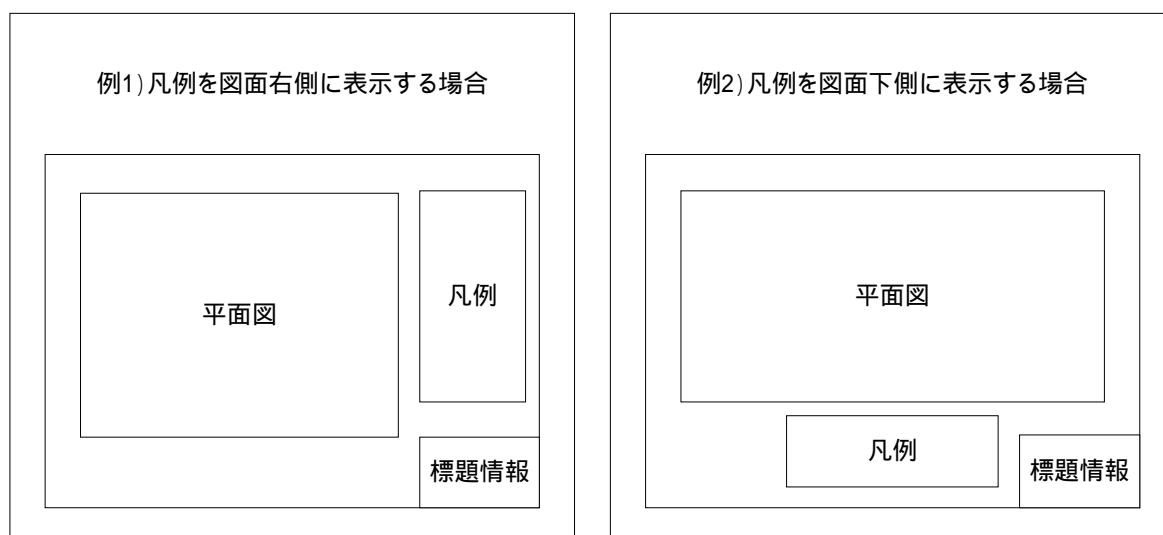 例1)凡例を図面右側に表示する場合
平面図
凡例
標題情報
例2)凡例を図面下側に表示する場合
平面図
凡例
標題情報